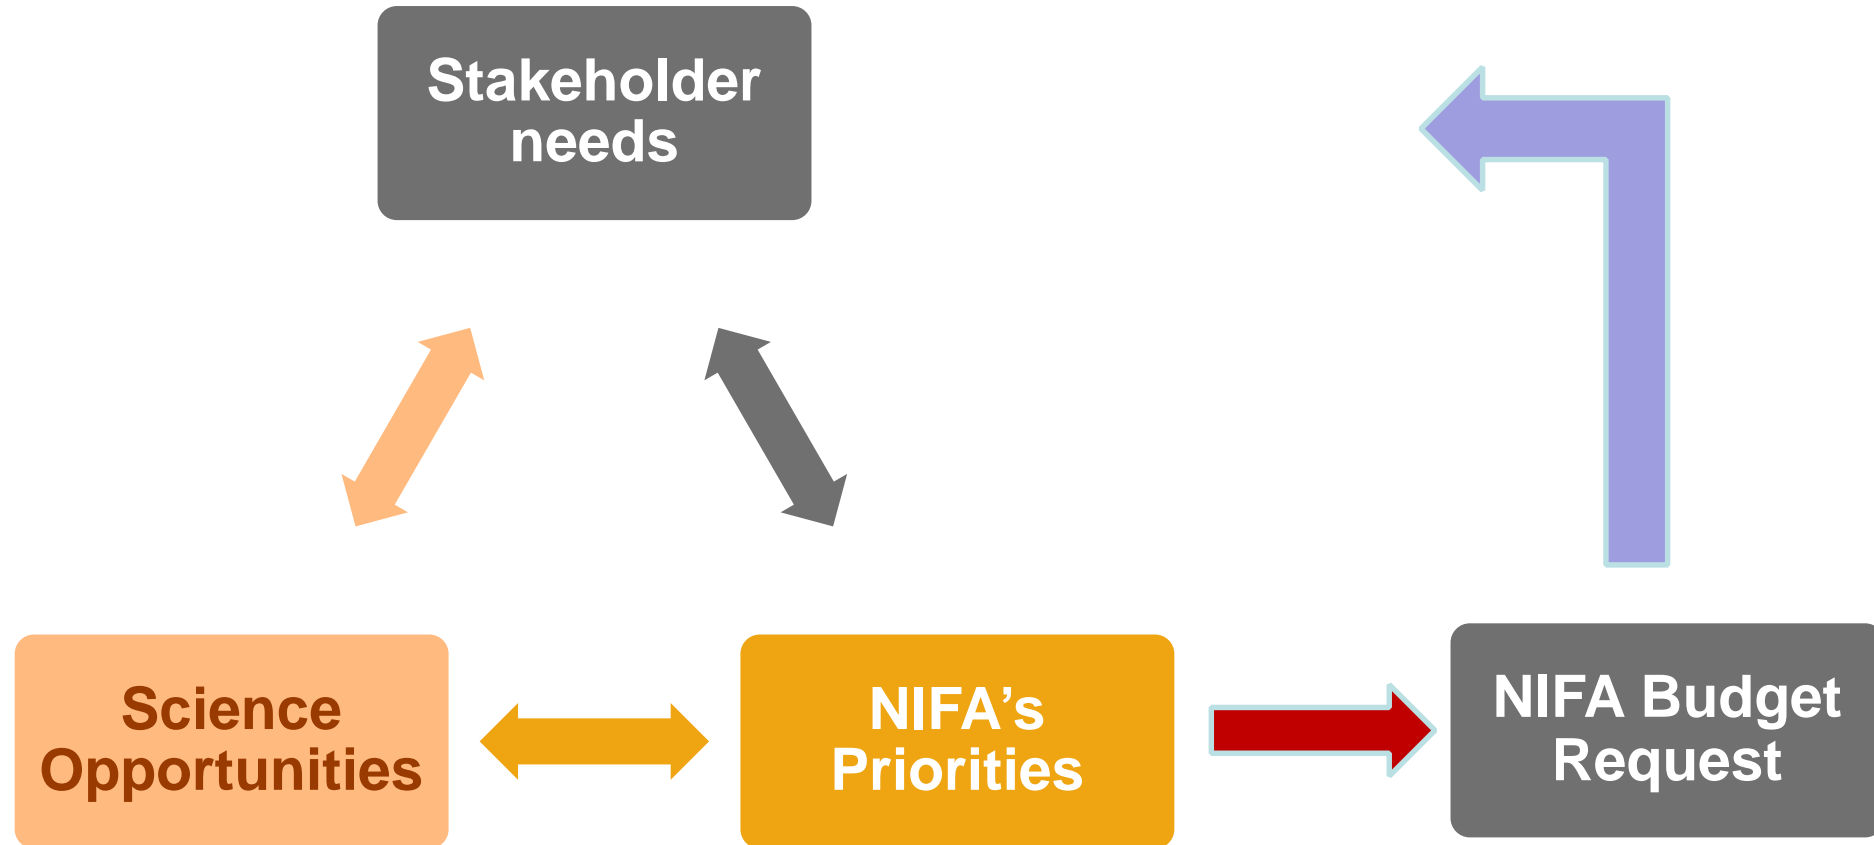 Stakeholder
needs
Science
Opportunities
NIFA’s
Priorities
NIFA Budget
Request